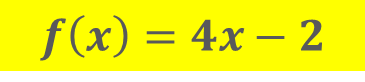 f(x) = 4x − 2